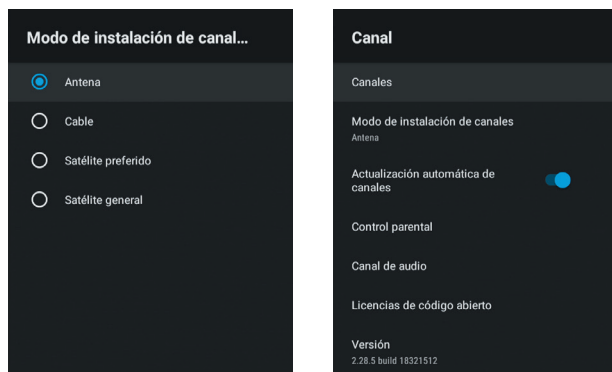 Modo de instalación de canal...
Antena
Cable
Satélite preferido
Satélite general
Canal
Canales
Modo de instalación de canales
Antena
Actualización automática de
canales
Control parental
Canal de audio
Licencias de código abierto
Versión
2.28.5 build 18321512